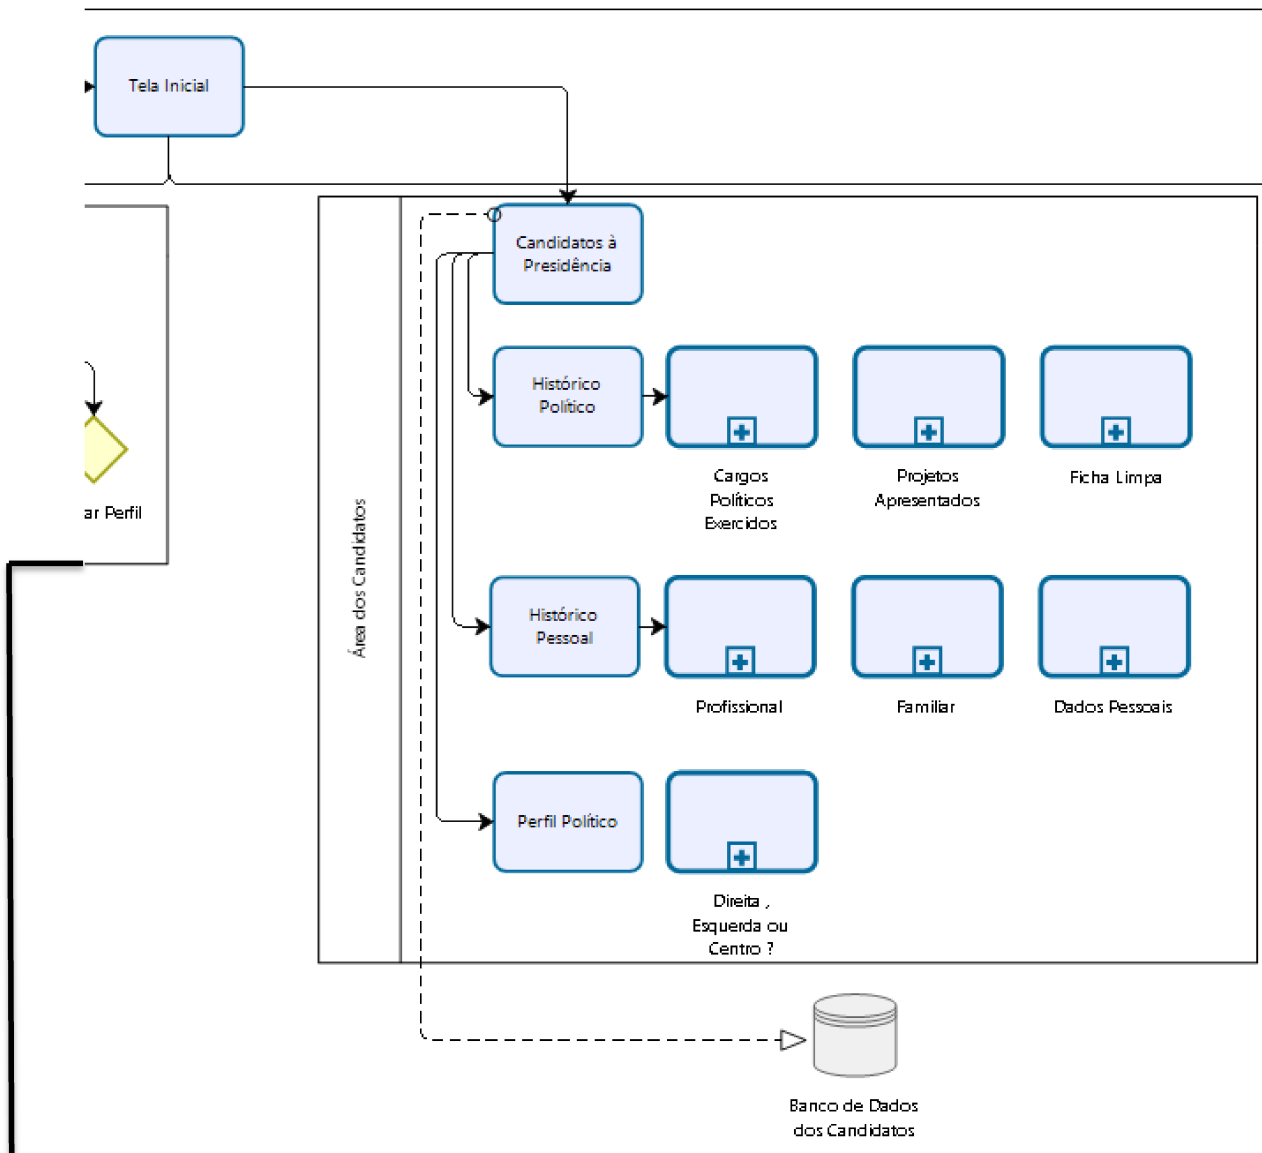 Tela Inicial
Candidatos à
Presidência
Histórico
Político
Cargos
Políticos
Exercidos
Projetos
Apresentados
Ficha Limpa
ar Perfil
Área dos Candidatos
Histórico
Pessoal
Profissional
Familiar
Dados Pessoais
Perfil Político
Direita ,
Esquerda ou
Centro ?
Banco de Dados
dos Candidatos